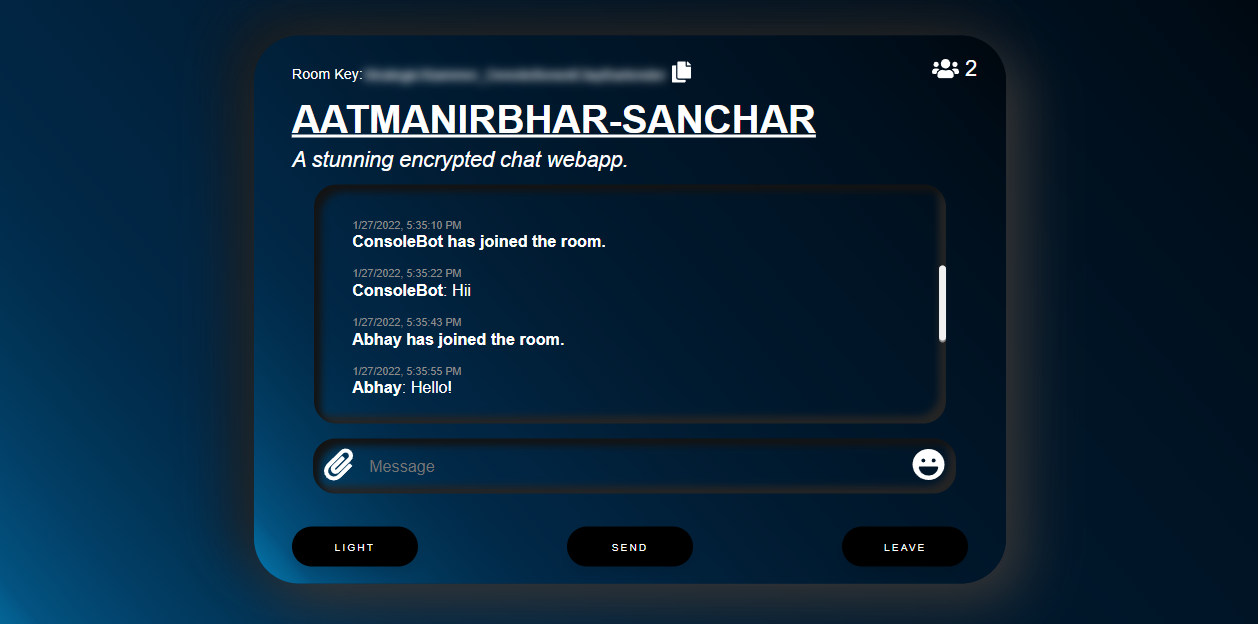 Room Key:
2
AATMANIRBHAR-SANCHAR
A stunning encrypted chat webapp.
1/27/2022, 5:35:10 PM
ConsoleBot has joined the room.
1/27/2022, 5:35:22 PM
ConsoleBot: Hii
1/27/2022, 5:35:43 PM
Abhay has joined the room.
1/27/2022, 5:35:55 PM
Abhay: Hello!
Message
LIGHT
SEND
LEAVE